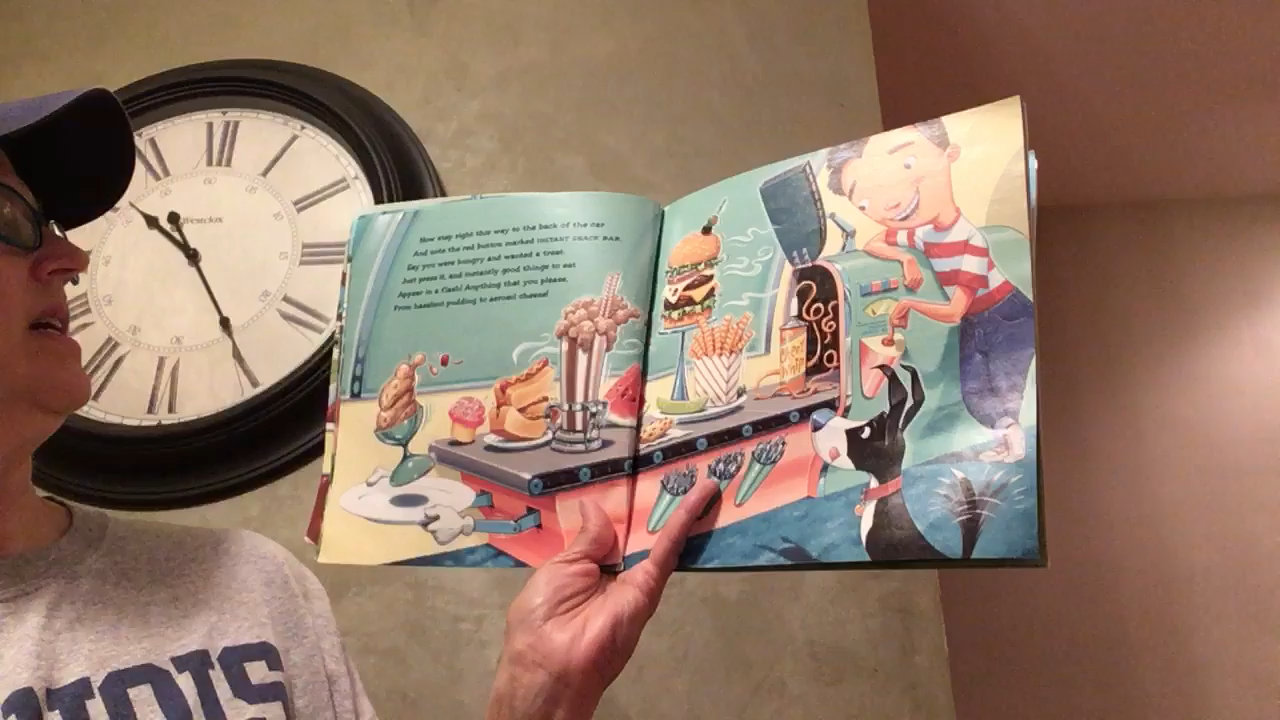 Westclox
60
Now step right this way to the back of the car
And note the red button marked INSTANT SNACK BAR.
Say you were hungry and wanted a treat:
Just press it, and instantly good things to eat
Appear in a flash! Anything that you please,
From hazelnut pudding to aerosol cheese!